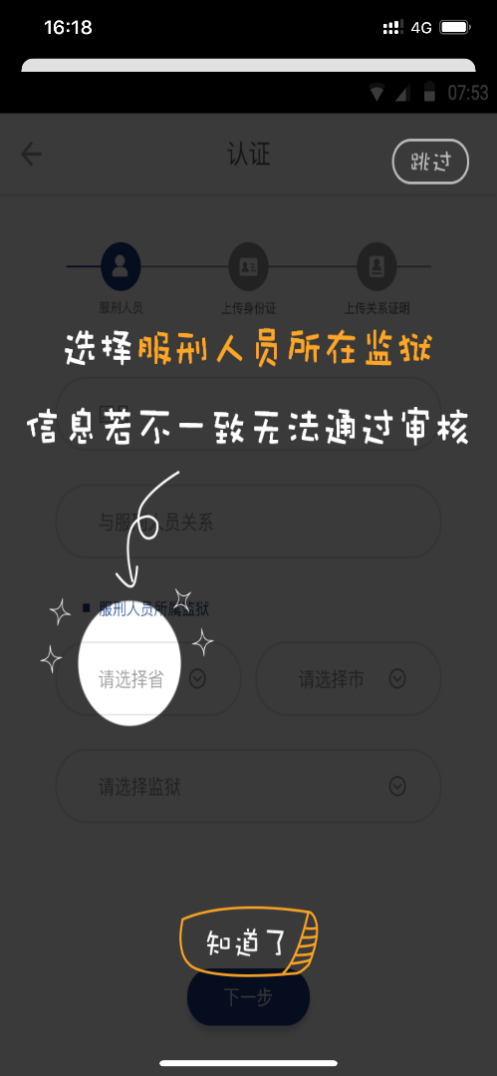 16:18
4G
07:53
认证
跳过
服刑人员
上传身份证
上传关系证明
选择服刑人员所在监狱
信息若不一致无法通过审核
与服刑人员关系
服刑人员所属监狱
请选择省
请选择市
请选择监狱
知道了
下一步